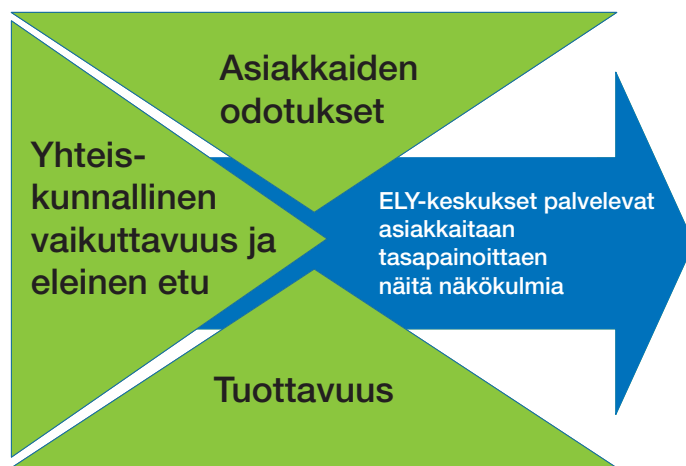 Asiakkaiden
odotukset
Yhteis-
kunnallinen
vaikuttavuus ja
eleinen etu
ELY-keskukset palvelevat
asiakkaitaan
tasapainoittaen
näitä näkökulmia
Tuottavuus